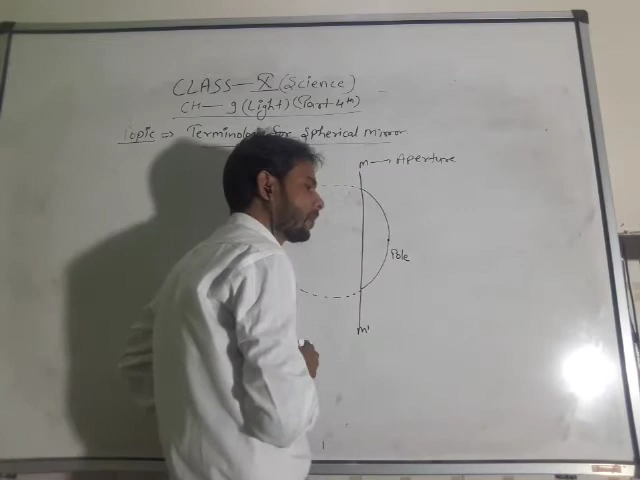 CLASS — X (Science)
CH — 9 (Light) (Part 4th)
Topic ⇒ Terminology for Spherical mirror
M → Aperture
Pole
M'